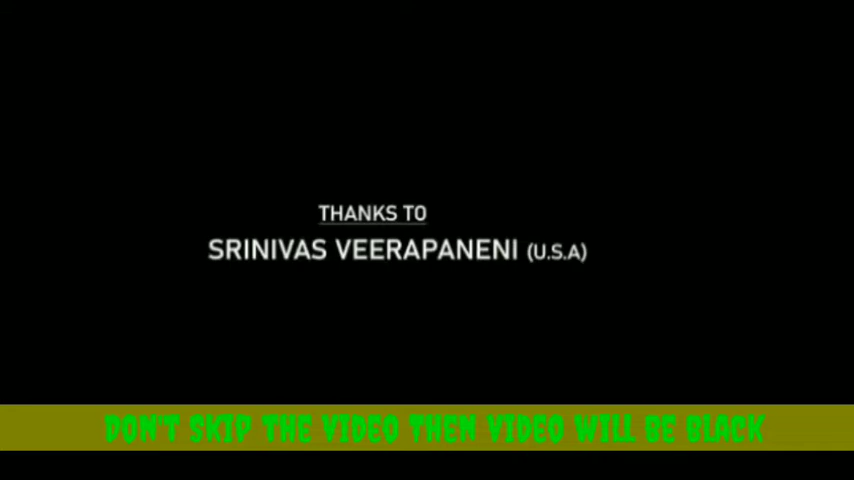 THANKS TO
SRINIVAS VEERAPANENI (U.S.A)
DON'T SKIP THE VIDEO THEN VIDEO WILL BE BLACK